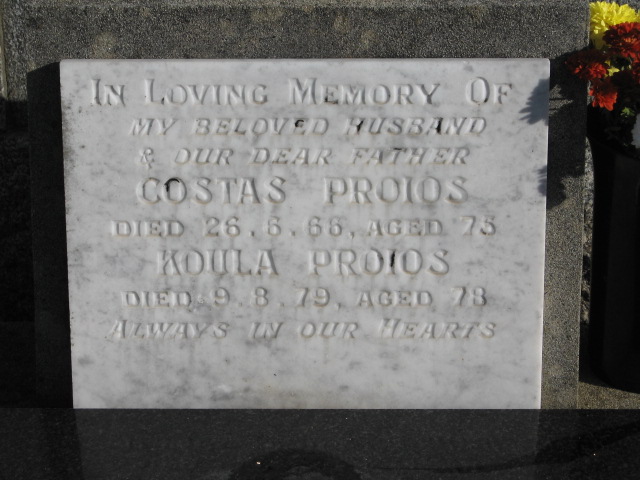 In Loving Memory Of
MY BELOVED HUSBAND
& OUR DEAR FATHER
COSTAS PROIOS
DIED 26.6.66, AGED 75
KOULA PROIOS
DIED 9.8.79, AGED 78
Always in our Hearts